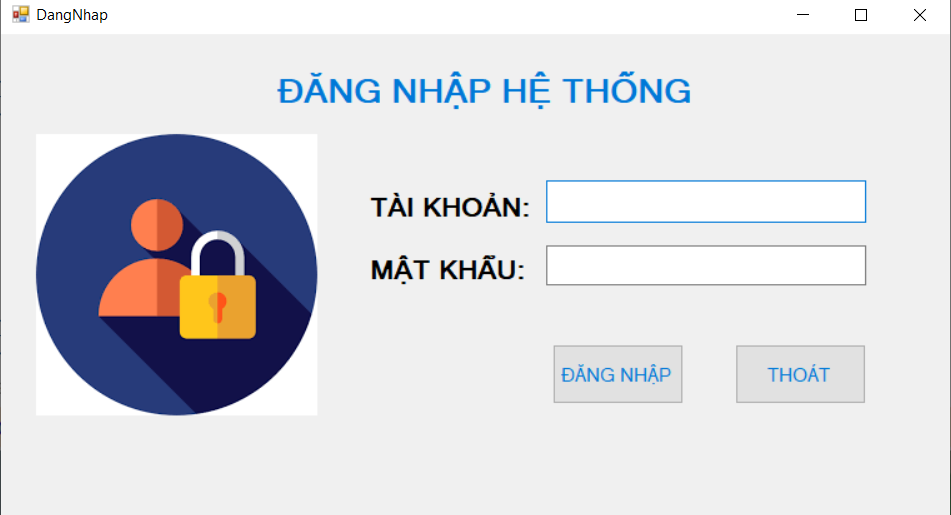 DangNhap
ĐĂNG NHẬP HỆ THỐNG
TÀI KHOẢN:
MẬT KHẨU:
ĐĂNG NHẬP
THOÁT